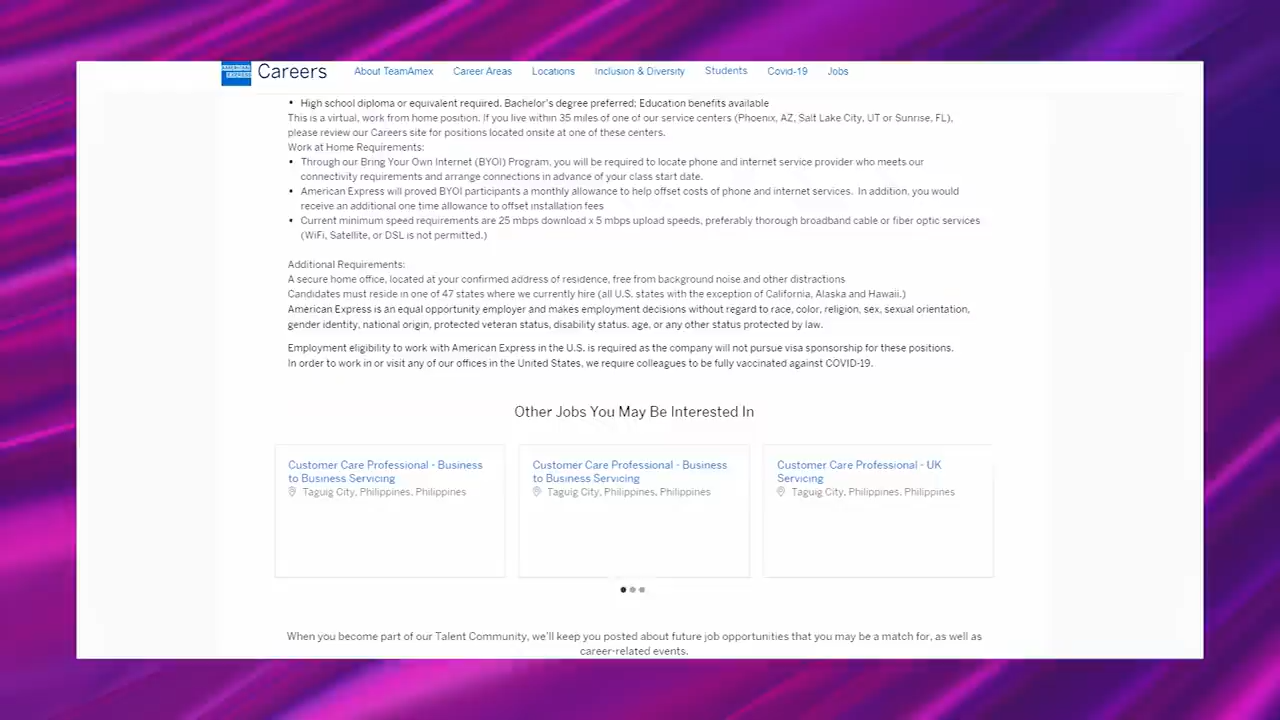 AMERICAN EXPRESS Careers About TeamAmex Career Areas Locations Inclusion & Diversity Students Covid-19 Jobs
• High school diploma or equivalent required. Bachelor's degree preferred; Education benefits available
This is a virtual, work from home position. If you live within 35 miles of one of our service centers (Phoenix, AZ, Salt Lake City, UT or Sunrise, FL),
please review our Careers site for positions located onsite at one of these centers.
Work at Home Requirements:
• Through our Bring Your Own Internet (BYOI) Program, you will be required to locate phone and internet service provider who meets our
connectivity requirements and arrange connections in advance of your class start date.
• American Express will proved BYOI participants a monthly allowance to help offset costs of phone and internet services. In addition, you would
receive an additional one time allowance to offset installation fees
• Current minimum speed requirements are 25 mbps download x 5 mbps upload speeds, preferably thorough broadband cable or fiber optic services
(WiFi, Satellite, or DSL is not permitted.)
Additional Requirements:
A secure home office, located at your confirmed address of residence, free from background noise and other distractions
Candidates must reside in one of 47 states where we currently hire (all U.S. states with the exception of California, Alaska and Hawaii.)
American Express is an equal opportunity employer and makes employment decisions without regard to race, color, religion, sex, sexual orientation,
gender identity, national origin, protected veteran status, disability status, age, or any other status protected by law.
Employment eligibility to work with American Express in the U.S. is required as the company will not pursue visa sponsorship for these positions.
In order to work in or visit any of our offices in the United States, we require colleagues to be fully vaccinated against COVID-19.
Other Jobs You May Be Interested In
Customer Care Professional - Business
to Business Servicing
Taguig City, Philippines, Philippines
Customer Care Professional - Business
to Business Servicing
Taguig City, Philippines, Philippines
Customer Care Professional - UK
Servicing
Taguig City, Philippines, Philippines
When you become part of our Talent Community, we'll keep you posted about future job opportunities that you may be a match for, as well as
career-related events.